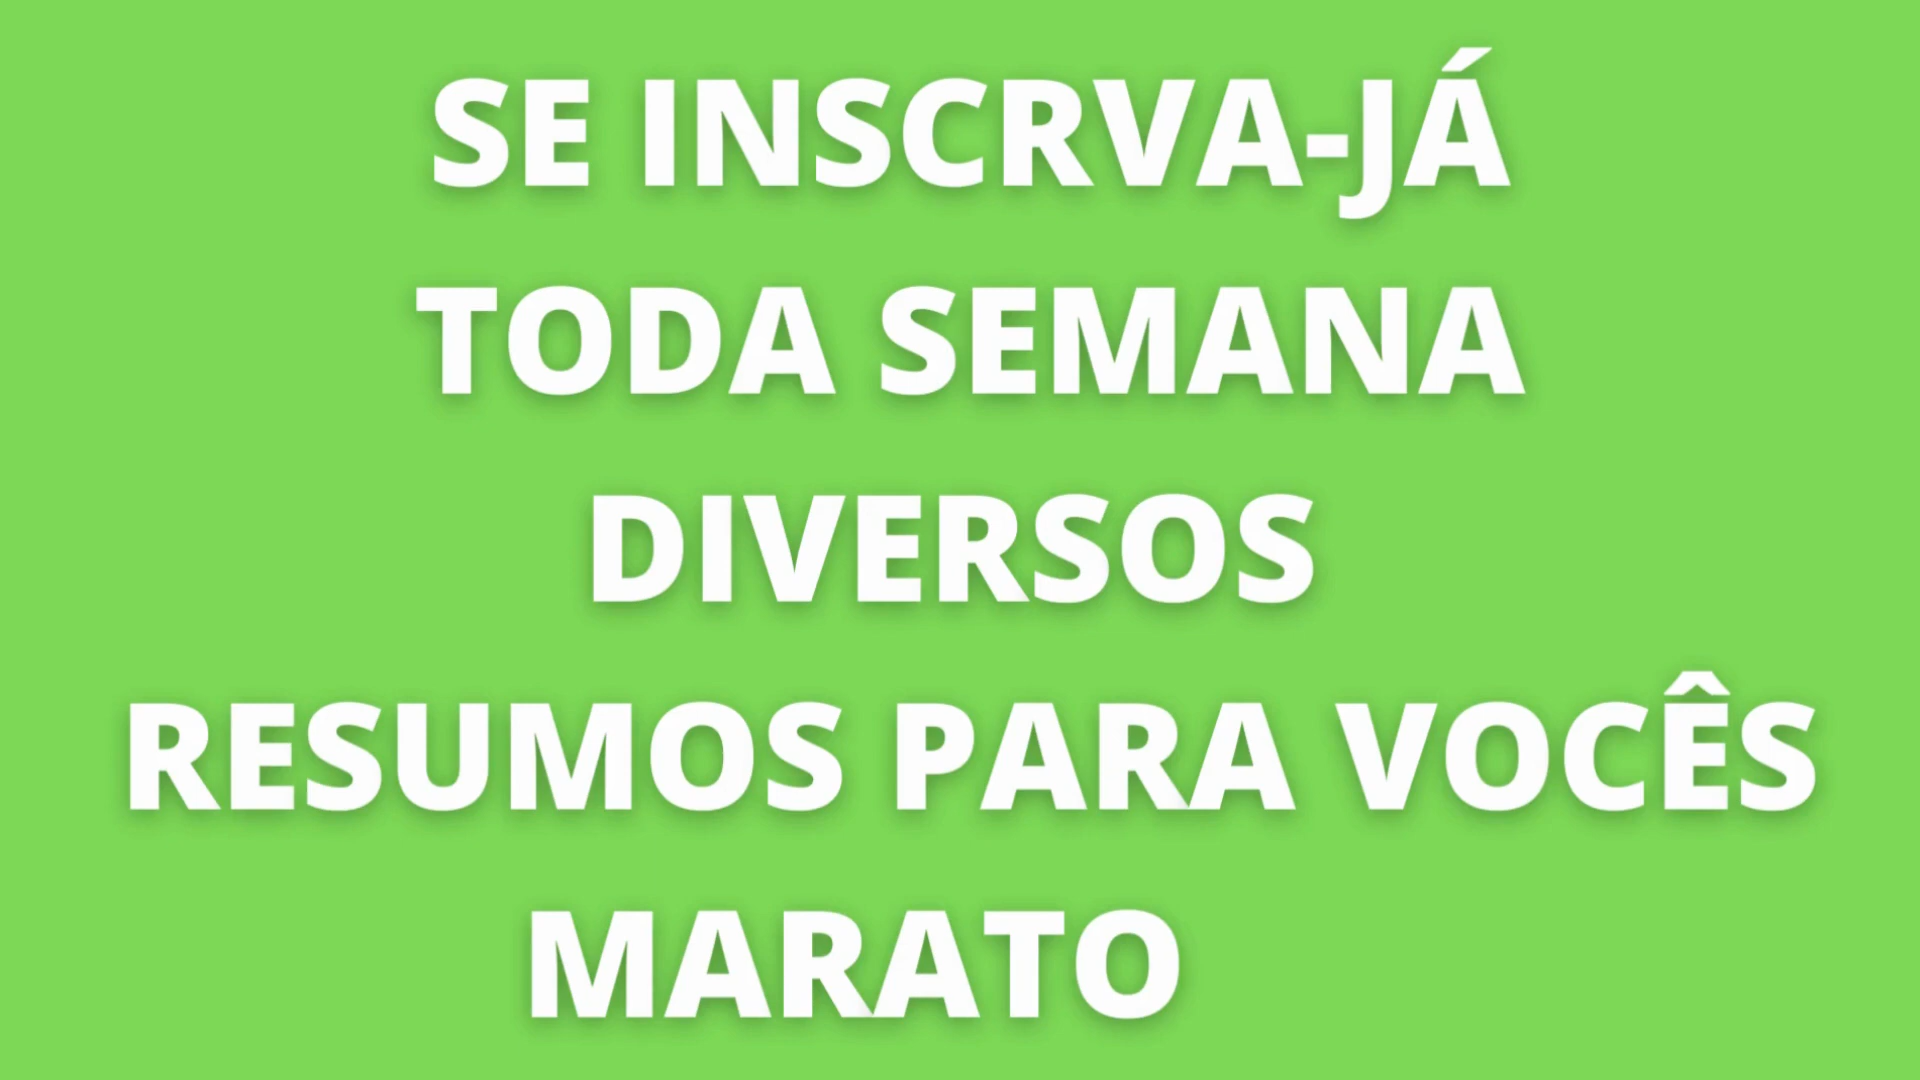 SE INSCRVA-JÁ
TODA SEMANA
DIVERSOS
RESUMOS PARA VOCÊS
MARATO